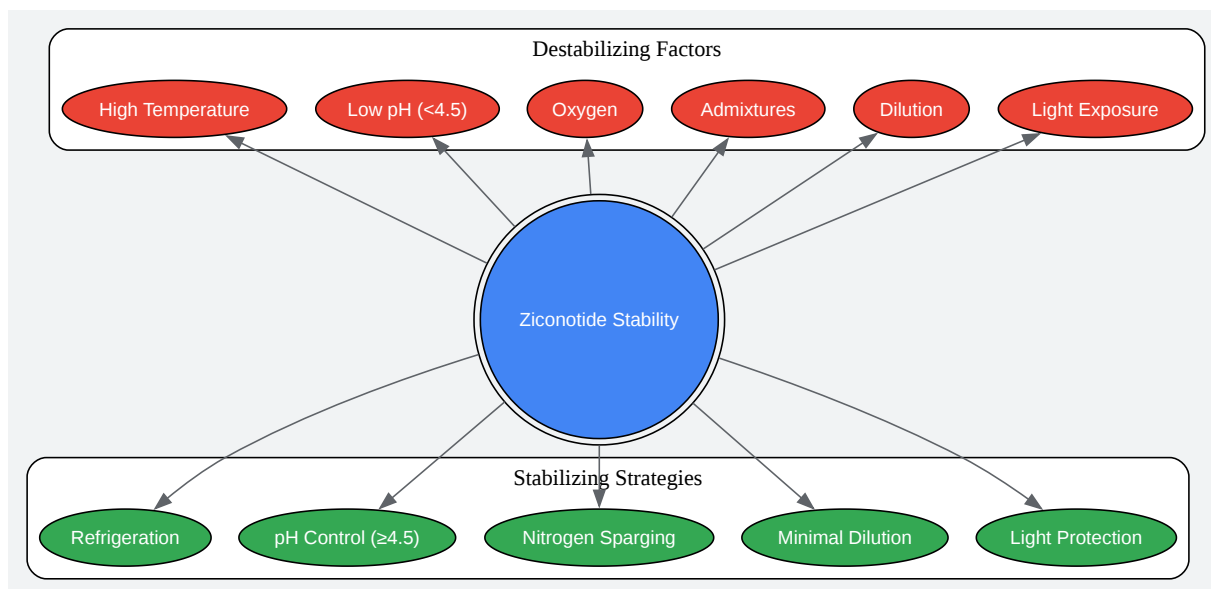 Destabilizing Factors
High Temperature
Low pH (<4.5)
Oxygen
Admixtures
Dilution
Light Exposure
Ziconotide Stability
Stabilizing Strategies
Refrigeration
pH Control (≥4.5)
Nitrogen Sparging
Minimal Dilution
Light Protection